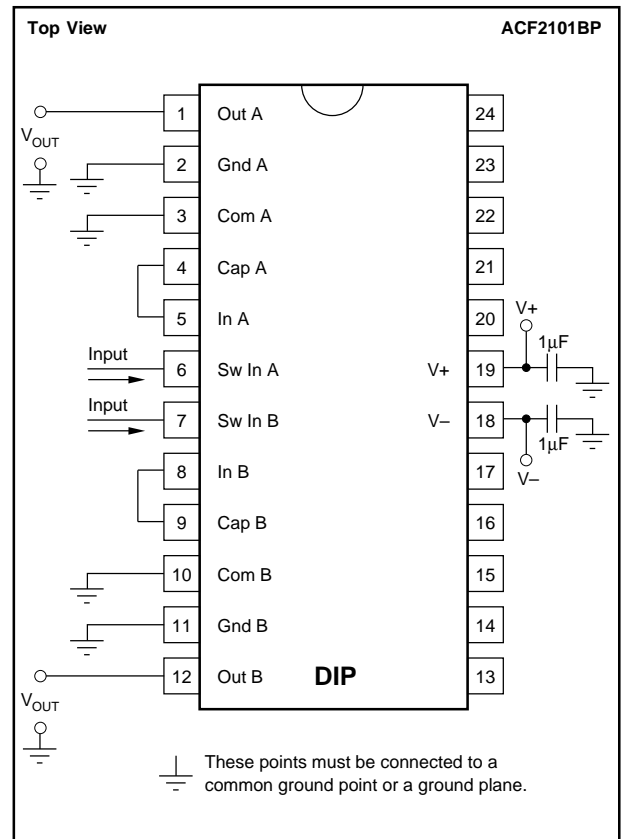 Top View ACF2101BP
1 Out A 24
V_OUT
2 Gnd A 23
3 Com A 22
4 Cap A 21
5 In A 20
V+
1μF
Input
6 Sw In A V+ 19
Input
7 Sw In B V– 18
1μF
V–
8 In B 17
9 Cap B 16
10 Com B 15
11 Gnd B 14
12 Out B DIP 13
V_OUT
These points must be connected to a
common ground point or a ground plane.